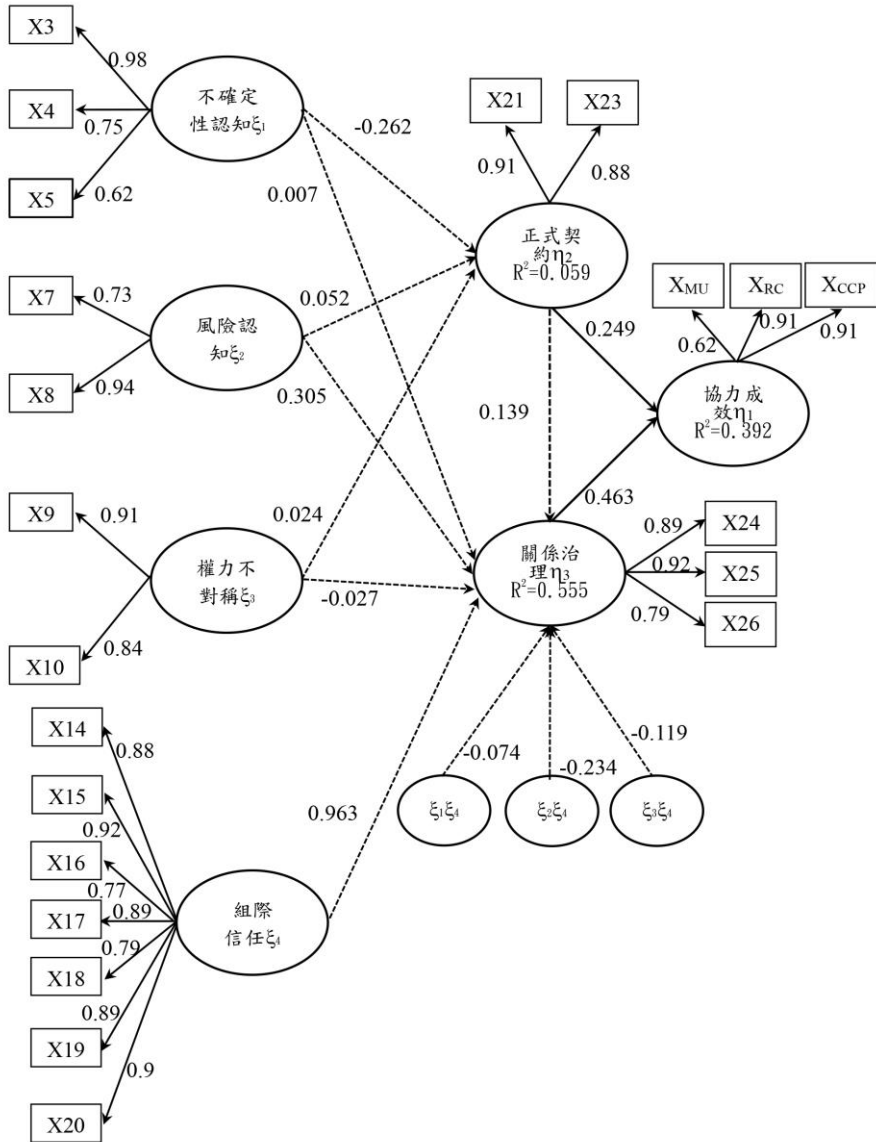 X3
0.98
不確定
性認知ξ1
X4
0.75
X5
0.62
-0.262
0.007
X21
X23
0.91
0.88
正式契
約η2
R²=0.059
X7
0.73
風險認
知ξ2
X8
0.94
0.052
0.305
XMU
XRC
XCCP
0.62
0.91
0.91
0.249
協力成
效η1
R²=0.392
0.139
0.463
X9
0.91
權力不
對稱ξ3
X10
0.84
0.024
-0.027
關係治
理η3
R²=0.555
0.89
X24
0.92
X25
0.79
X26
X14
0.88
X15
0.92
X16
0.77
X17
0.89
X18
0.79
X19
0.89
X20
0.9
組際
信任ξ4
0.963
-0.074
-0.234
-0.119
ξ1ξ4
ξ2ξ4
ξ3ξ4